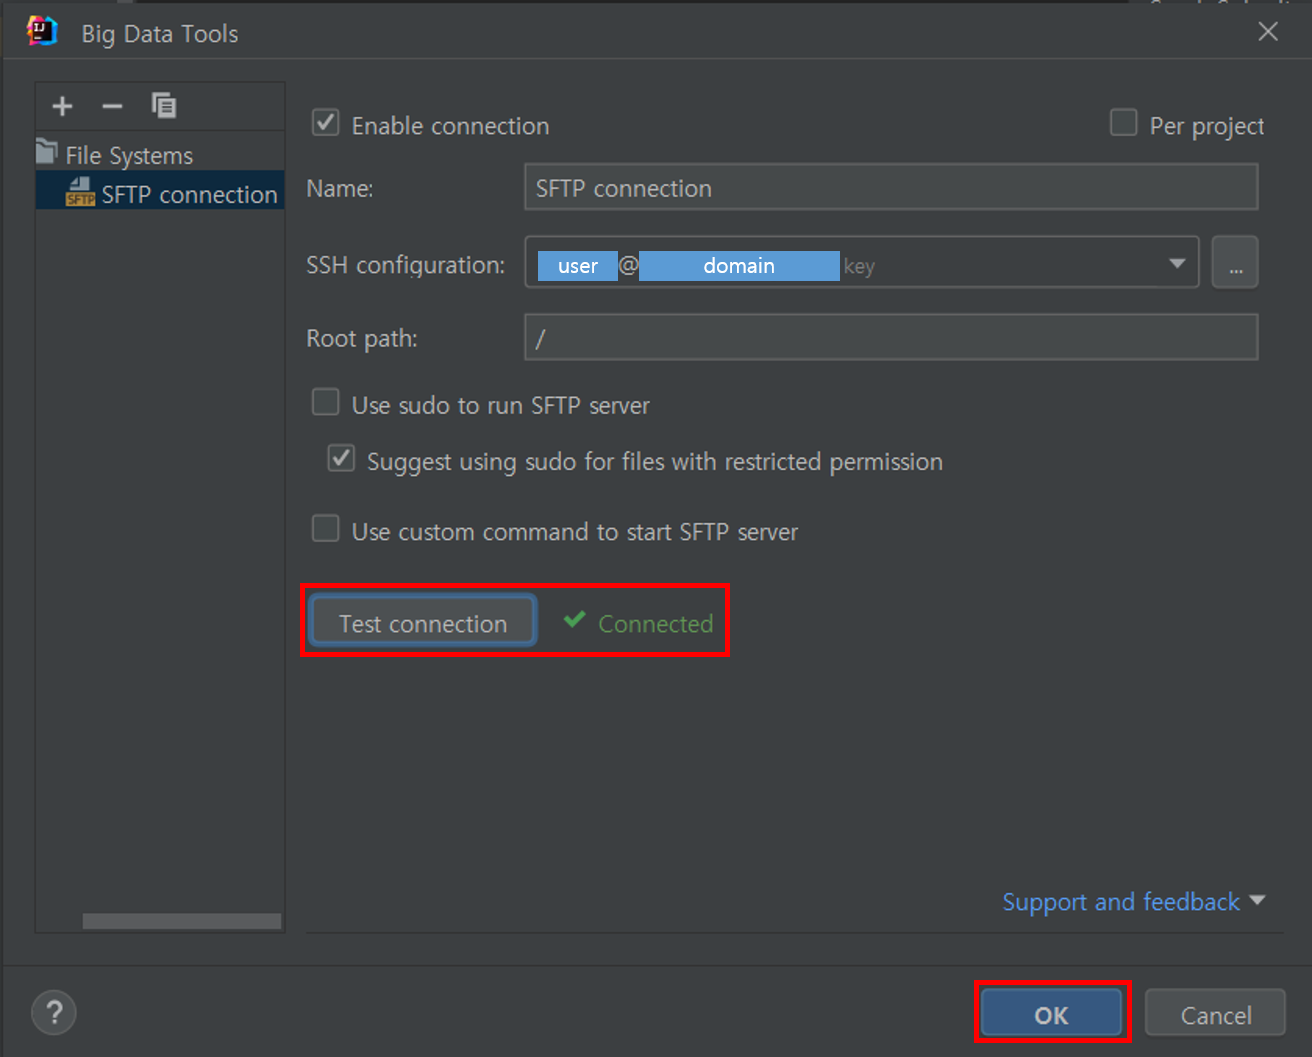 Big Data Tools
Enable connection
Per project
File Systems
SFTP SFTP connection
Name:
SFTP connection
SSH configuration:
user@domain key
...
Root path:
/
Use sudo to run SFTP server
Suggest using sudo for files with restricted permission
Use custom command to start SFTP server
Test connection
Connected
Support and feedback
?
OK
Cancel